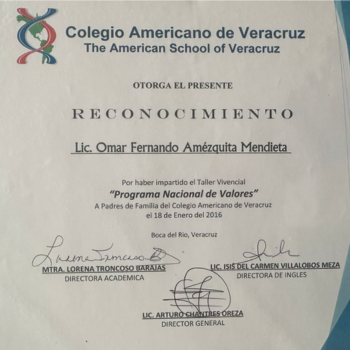 Colegio Americano de Veracruz
The American School of Veracruz
OTORGA EL PRESENTE
RECONOCIMIENTO
Lic. Omar Fernando Amézquita Mendieta
Por haber impartido el Taller Vivencial
"Programa Nacional de Valores"
A Padres de Familia del Colegio Americano de Veracruz
el 18 de Enero del 2016
Boca del Río, Veracruz
MTRA. LORENA TRONCOSO BARAJAS
DIRECTORA ACADEMICA
LIC. ISIS DEL CARMEN VILLALOBOS MEZA
DIRECTORA DE INGLES
LIC. ARTURO CHANTRES OREZA
DIRECTOR GENERAL